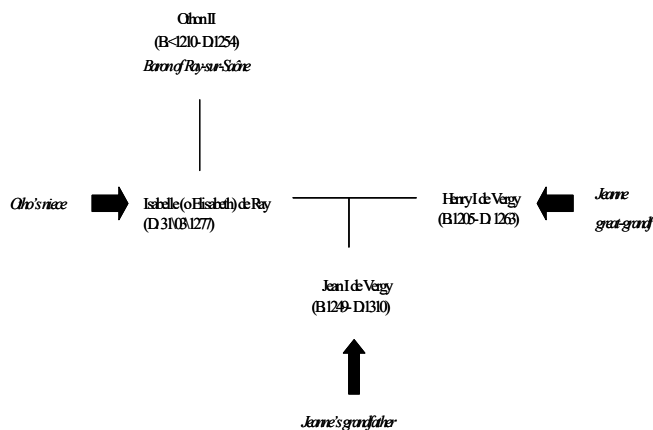 Othon II
(B.<1210- D.1254)
Baron of Ray-sur-Saône
Otho's niece
Isabelle (o Elisabeth) de Ray
(D. 31\03\1277)
Henry I de Vergy
(B.1205- D. 1263)
Jeanne
great-grandf
Jean I de Vergy
(B.1249- D.1310)
Jeanne's grandfather